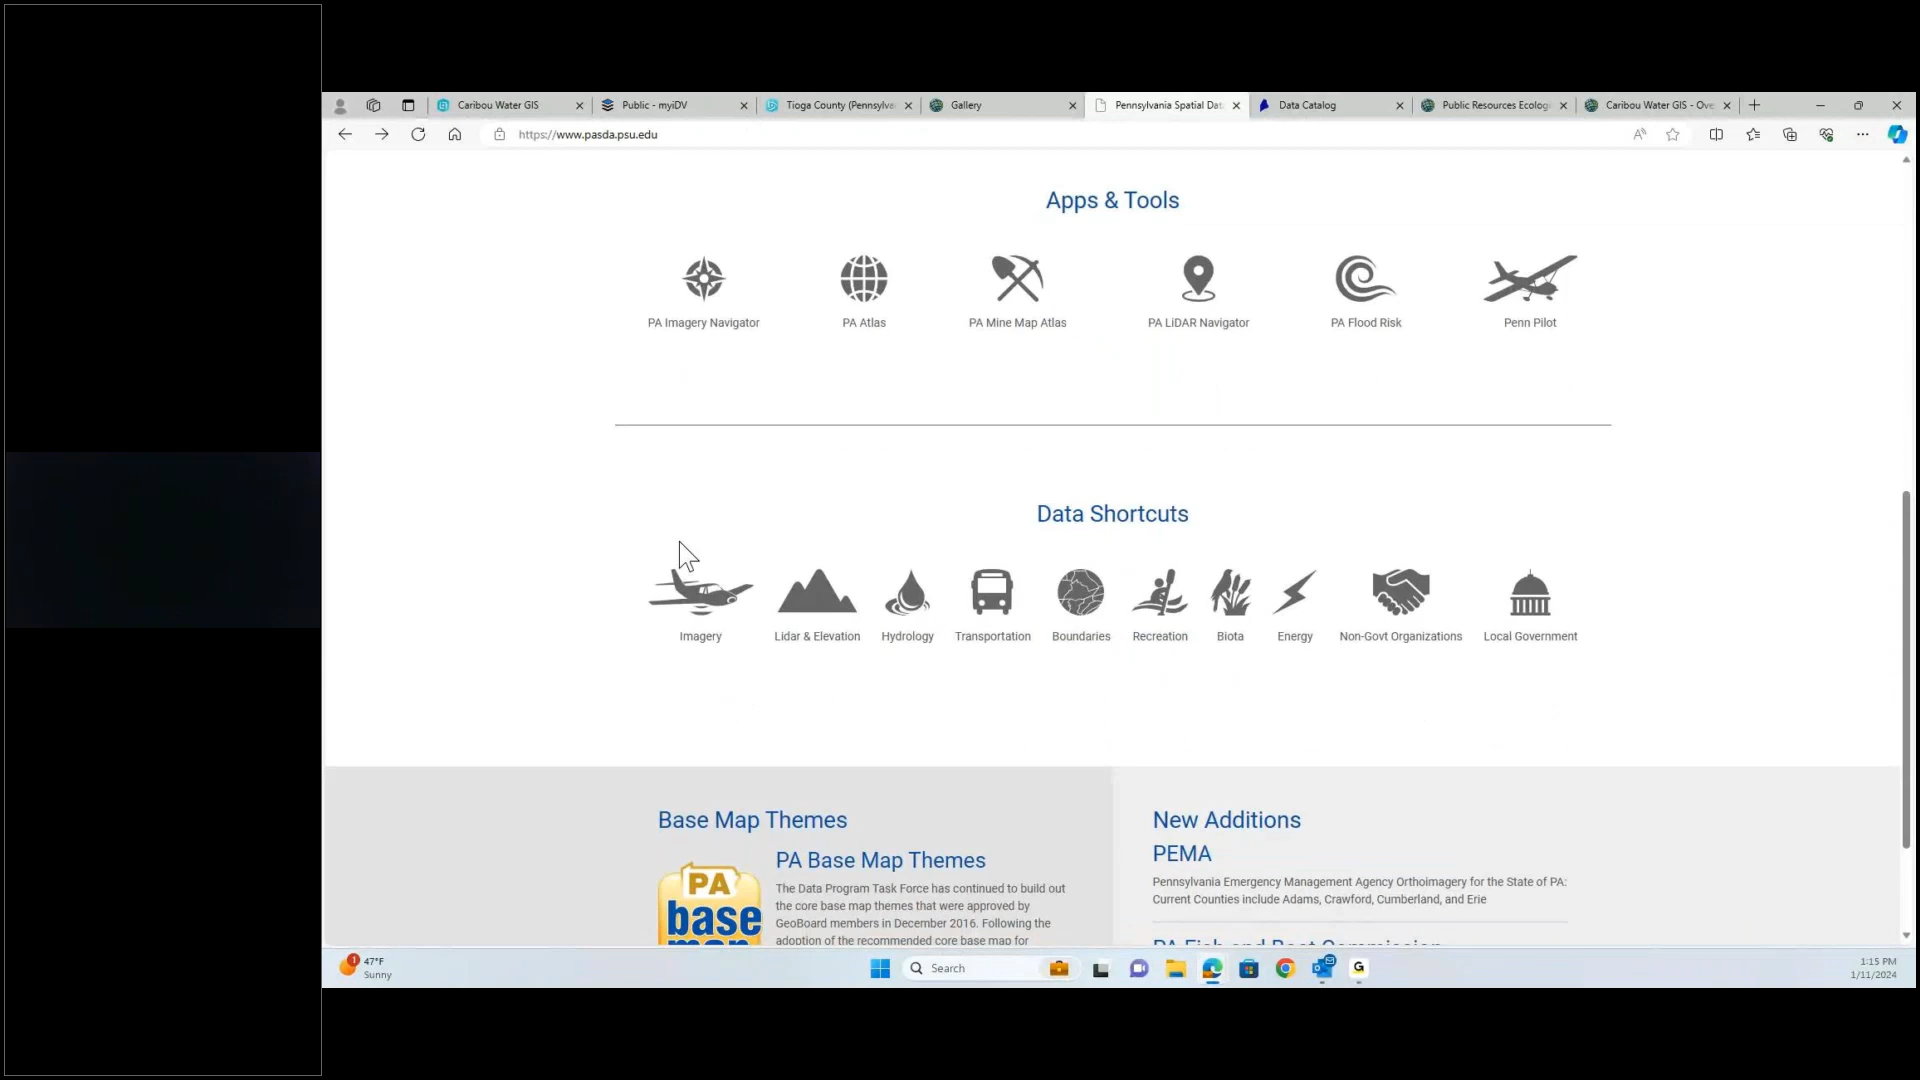 Caribou Water GIS
Public - myiDV
Tioga County (Pennsylva
Gallery
Pennsylvania Spatial Dat
Data Catalog
Public Resources Ecolog
Caribou Water GIS - Ove
https://www.pasda.psu.edu
Apps & Tools
PA Imagery Navigator
PA Atlas
PA Mine Map Atlas
PA LiDAR Navigator
PA Flood Risk
Penn Pilot
Data Shortcuts
Imagery
Lidar & Elevation
Hydrology
Transportation
Boundaries
Recreation
Biota
Energy
Non-Govt Organizations
Local Government
Base Map Themes
PA Base Map Themes
PA
base
map
The Data Program Task Force has continued to build out
the core base map themes that were approved by
GeoBoard members in December 2016. Following the
adoption of the recommended core base map for
New Additions
PEMA
Pennsylvania Emergency Management Agency Orthoimagery for the State of PA:
Current Counties include Adams, Crawford, Cumberland, and Erie
PA Fish and Boat Commission
1
47°F
Sunny
Search
G
1:15 PM
1/11/2024